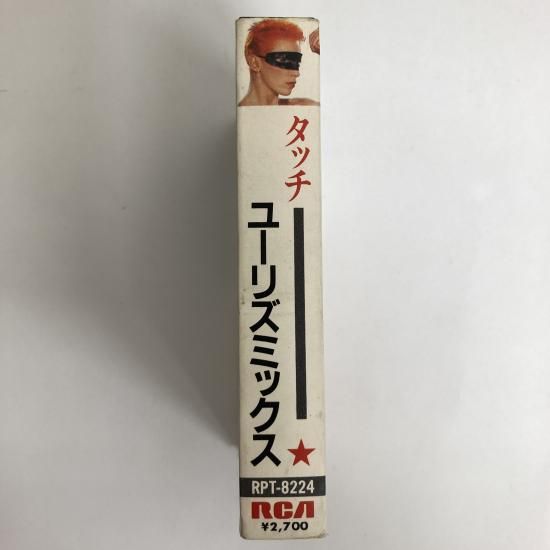 タッチ
ユーリズミックス
★
RPT-8224
RCA
¥2,700